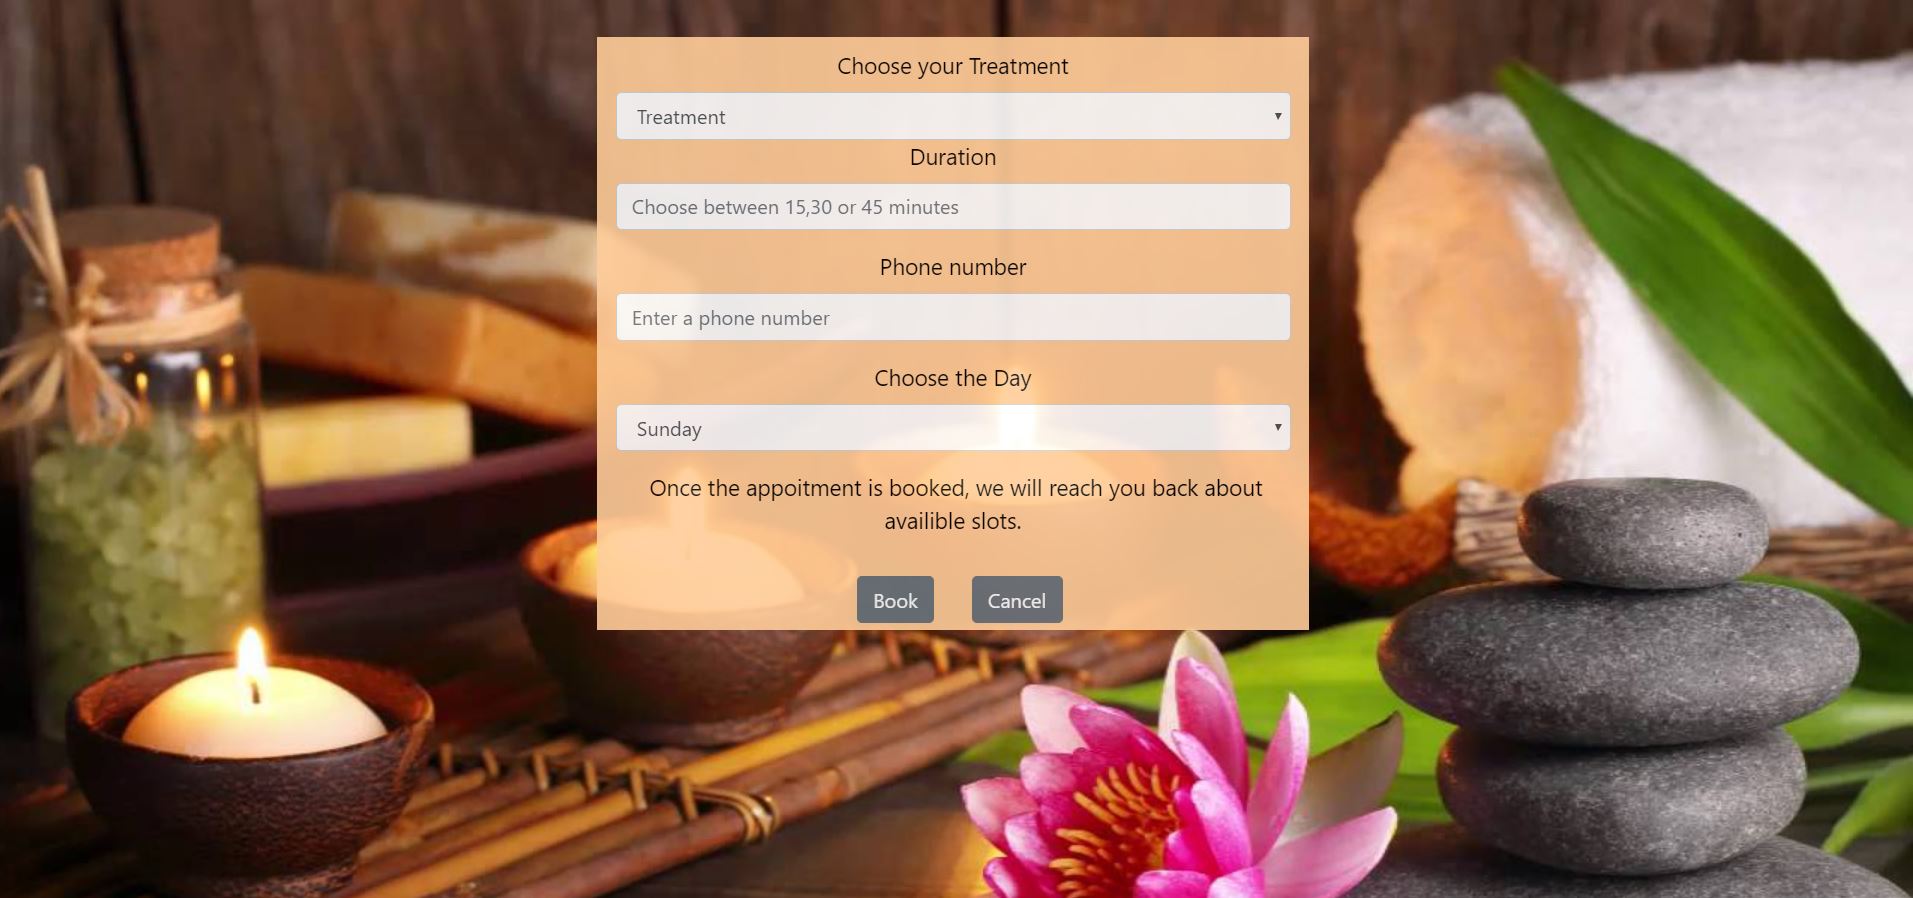 Choose your Treatment
Treatment
Duration
Choose between 15,30 or 45 minutes
Phone number
Enter a phone number
Choose the Day
Sunday
Once the appoitment is booked, we will reach you back about
availible slots.
Book Cancel